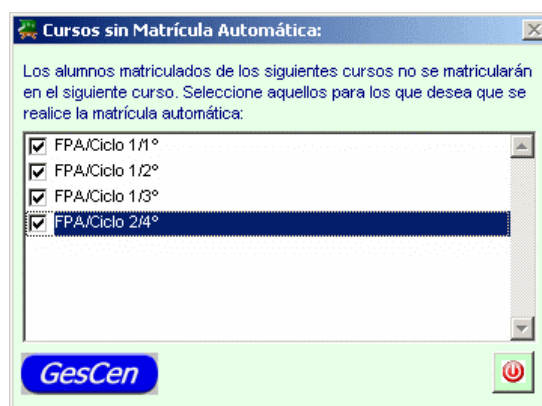 Cursos sin Matrícula Automática:
Los alumnos matriculados de los siguientes cursos no se matricularán
en el siguiente curso. Seleccione aquellos para los que desea que se
realice la matrícula automática:
FPA/Ciclo 1/1º
FPA/Ciclo 1/2º
FPA/Ciclo 1/3º
FPA/Ciclo 2/4º
GesCen